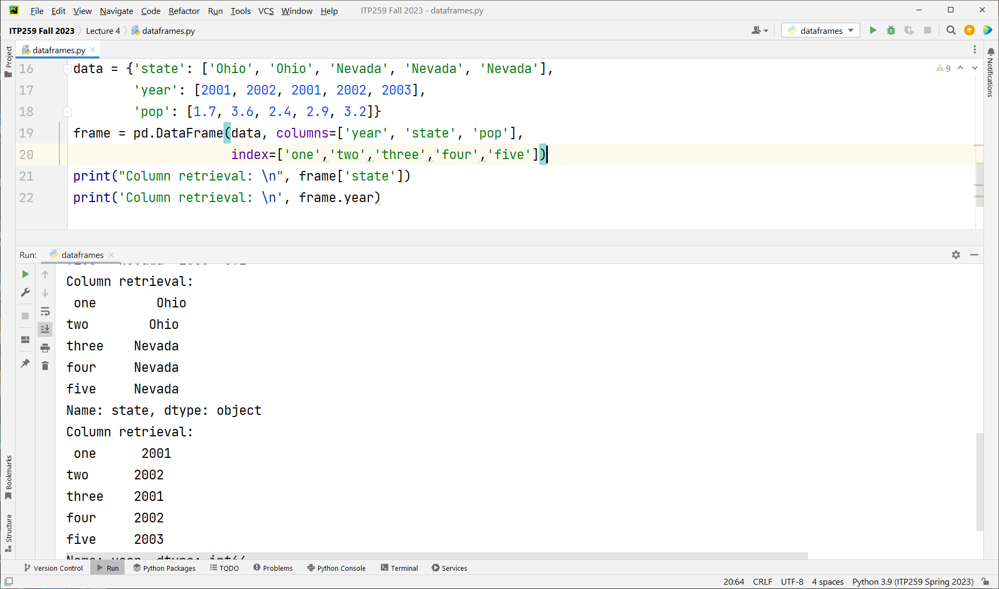 File Edit View Navigate Code Refactor Run Tools VCS Window Help ITP259 Fall 2023 - dataframes.py
ITP259 Fall 2023 Lecture 4 dataframes.py dataframes
Project
dataframes.py
Notifications
16 data = {'state': ['Ohio', 'Ohio', 'Nevada', 'Nevada', 'Nevada'], 9
17 'year': [2001, 2002, 2001, 2002, 2003],
18 'pop': [1.7, 3.6, 2.4, 2.9, 3.2]}
19 frame = pd.DataFrame(data, columns=['year', 'state', 'pop'],
20 index=['one','two','three','four','five'])
21 print("Column retrieval: \n", frame['state'])
22 print('Column retrieval: \n', frame.year)
Run: dataframes
Column retrieval:
one Ohio
two Ohio
three Nevada
four Nevada
five Nevada
Name: state, dtype: object
Column retrieval:
one 2001
two 2002
three 2001
four 2002
five 2003
Name: year, dtype: int64
Bookmarks
Structure
Version Control Run Python Packages TODO Problems Python Console Terminal Services
20:64 CRLF UTF-8 4 spaces Python 3.9 (ITP259 Spring 2023)